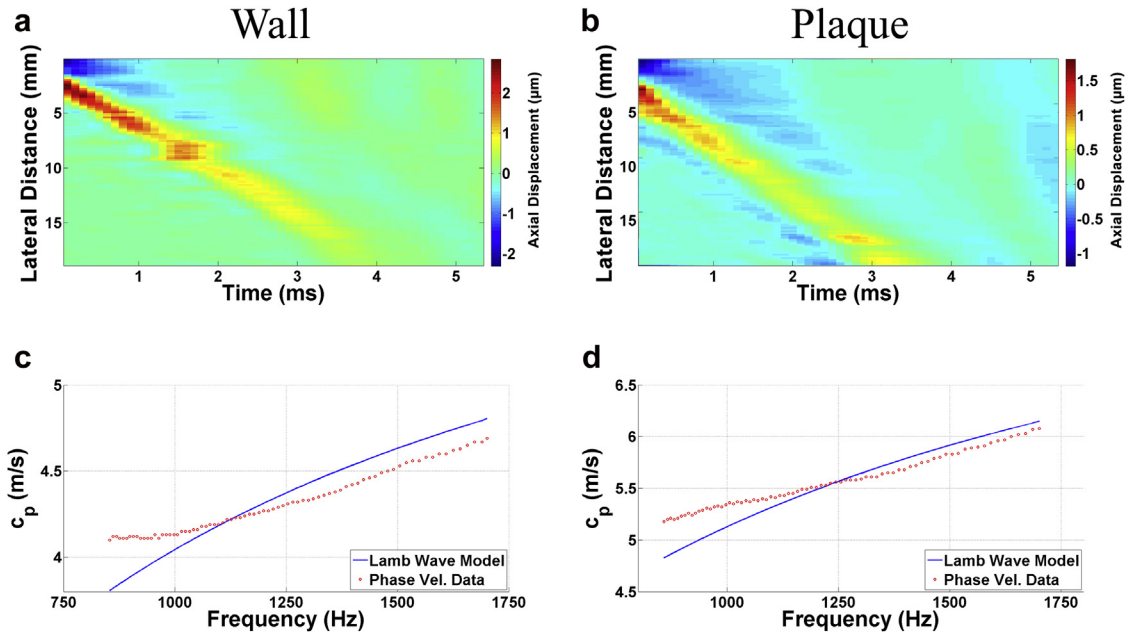 a
Wall
Lateral Distance (mm)
5
10
15
1
2
3
4
5
Time (ms)
2
1
0
-1
-2
Axial Displacement (μm)
b
Plaque
Lateral Distance (mm)
5
10
15
1
2
3
4
5
Time (ms)
1.5
1
0.5
0
-0.5
-1
Axial Displacement (μm)
c
c_p (m/s)
5
4.5
4
750
1000
1250
1500
1750
Frequency (Hz)
Lamb Wave Model
Phase Vel. Data
d
c_p (m/s)
6.5
6
5.5
5
4.5
1000
1250
1500
1750
Frequency (Hz)
Lamb Wave Model
Phase Vel. Data